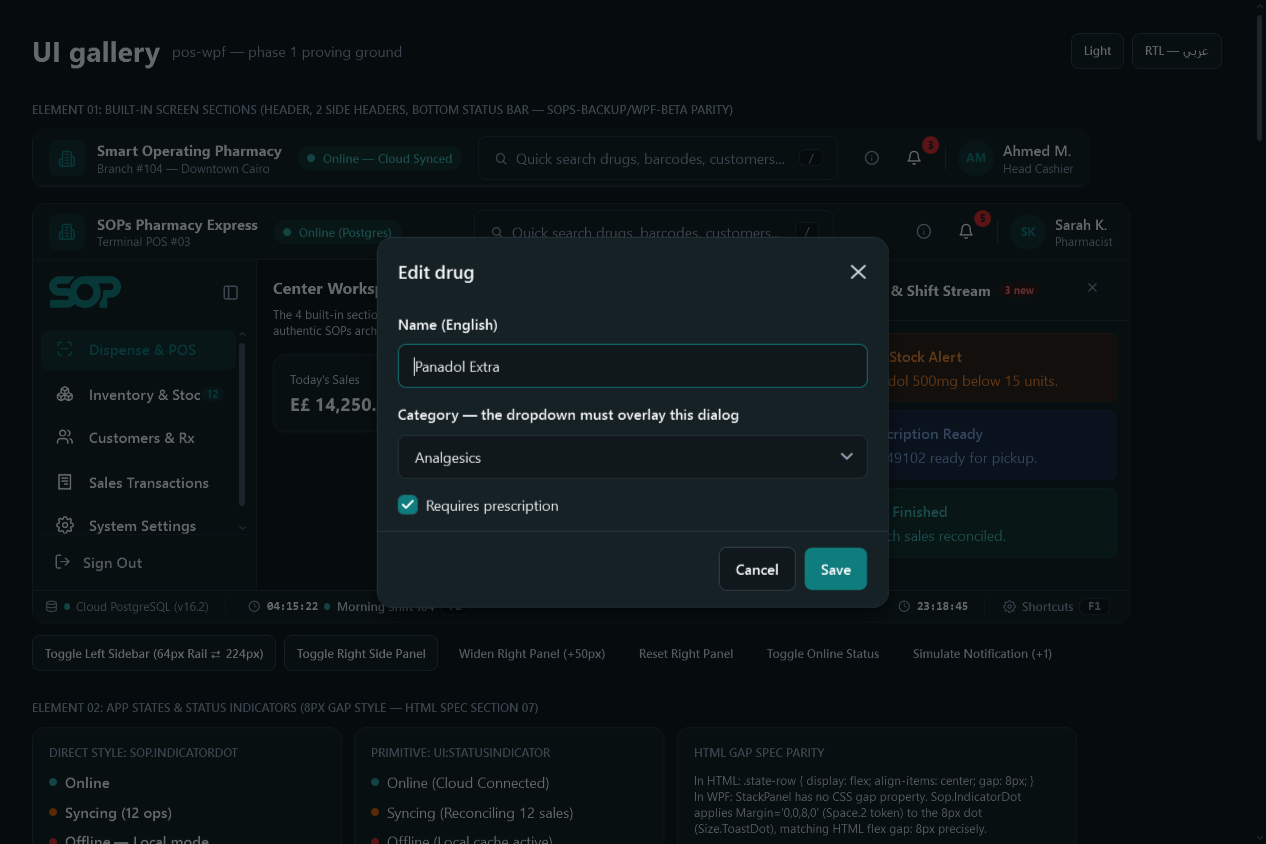 UI gallery pos-wpf — phase 1 proving ground
Light
RTL — عربي
ELEMENT 01: BUILT-IN SCREEN SECTIONS (HEADER, 2 SIDE HEADERS, BOTTOM STATUS BAR — SOPS-BACKUP/WPF-BETA PARITY)
Smart Operating Pharmacy
Branch #104 — Downtown Cairo
Online — Cloud Synced
Quick search drugs, barcodes, customers... /
3
AM
Ahmed M.
Head Cashier
SOPs Pharmacy Express
Terminal POS #03
Online (Postgres)
Quick search drugs, barcodes, customers... /
5
SK
Sarah K.
Pharmacist
SOP
Dispense & POS
Inventory & Stoc 12
Customers & Rx
Sales Transactions
System Settings
Sign Out
Center Works
The 4 built-in sectio
authentic SOPs arch
Today's Sales
E£ 14,250.
& Shift Stream 3 new
Stock Alert
dol 500mg below 15 units.
cription Ready
49102 ready for pickup.
Finished
ch sales reconciled.
Edit drug
Name (English)
Panadol Extra
Category — the dropdown must overlay this dialog
Analgesics
Requires prescription
Cancel
Save
Cloud PostgreSQL (v16.2)
04:15:22
Morning
23:18:45
Shortcuts F1
Toggle Left Sidebar (64px Rail ⇄ 224px)
Toggle Right Side Panel
Widen Right Panel (+50px)
Reset Right Panel
Toggle Online Status
Simulate Notification (+1)
ELEMENT 02: APP STATES & STATUS INDICATORS (8PX GAP STYLE — HTML SPEC SECTION 07)
DIRECT STYLE: SOP.INDICATORDOT
Online
Syncing (12 ops)
Offline — Local mode
PRIMITIVE: UI:STATUSINDICATOR
Online (Cloud Connected)
Syncing (Reconciling 12 sales)
Offline (Local cache active)
HTML GAP SPEC PARITY
In HTML: .state-row { display: flex; align-items: center; gap: 8px; }
In WPF: StackPanel has no CSS gap property. Sop.IndicatorDot
applies Margin='0,0,8,0' (Space.2 token) to the 8px dot
(Size.ToastDot), matching HTML flex gap: 8px precisely.